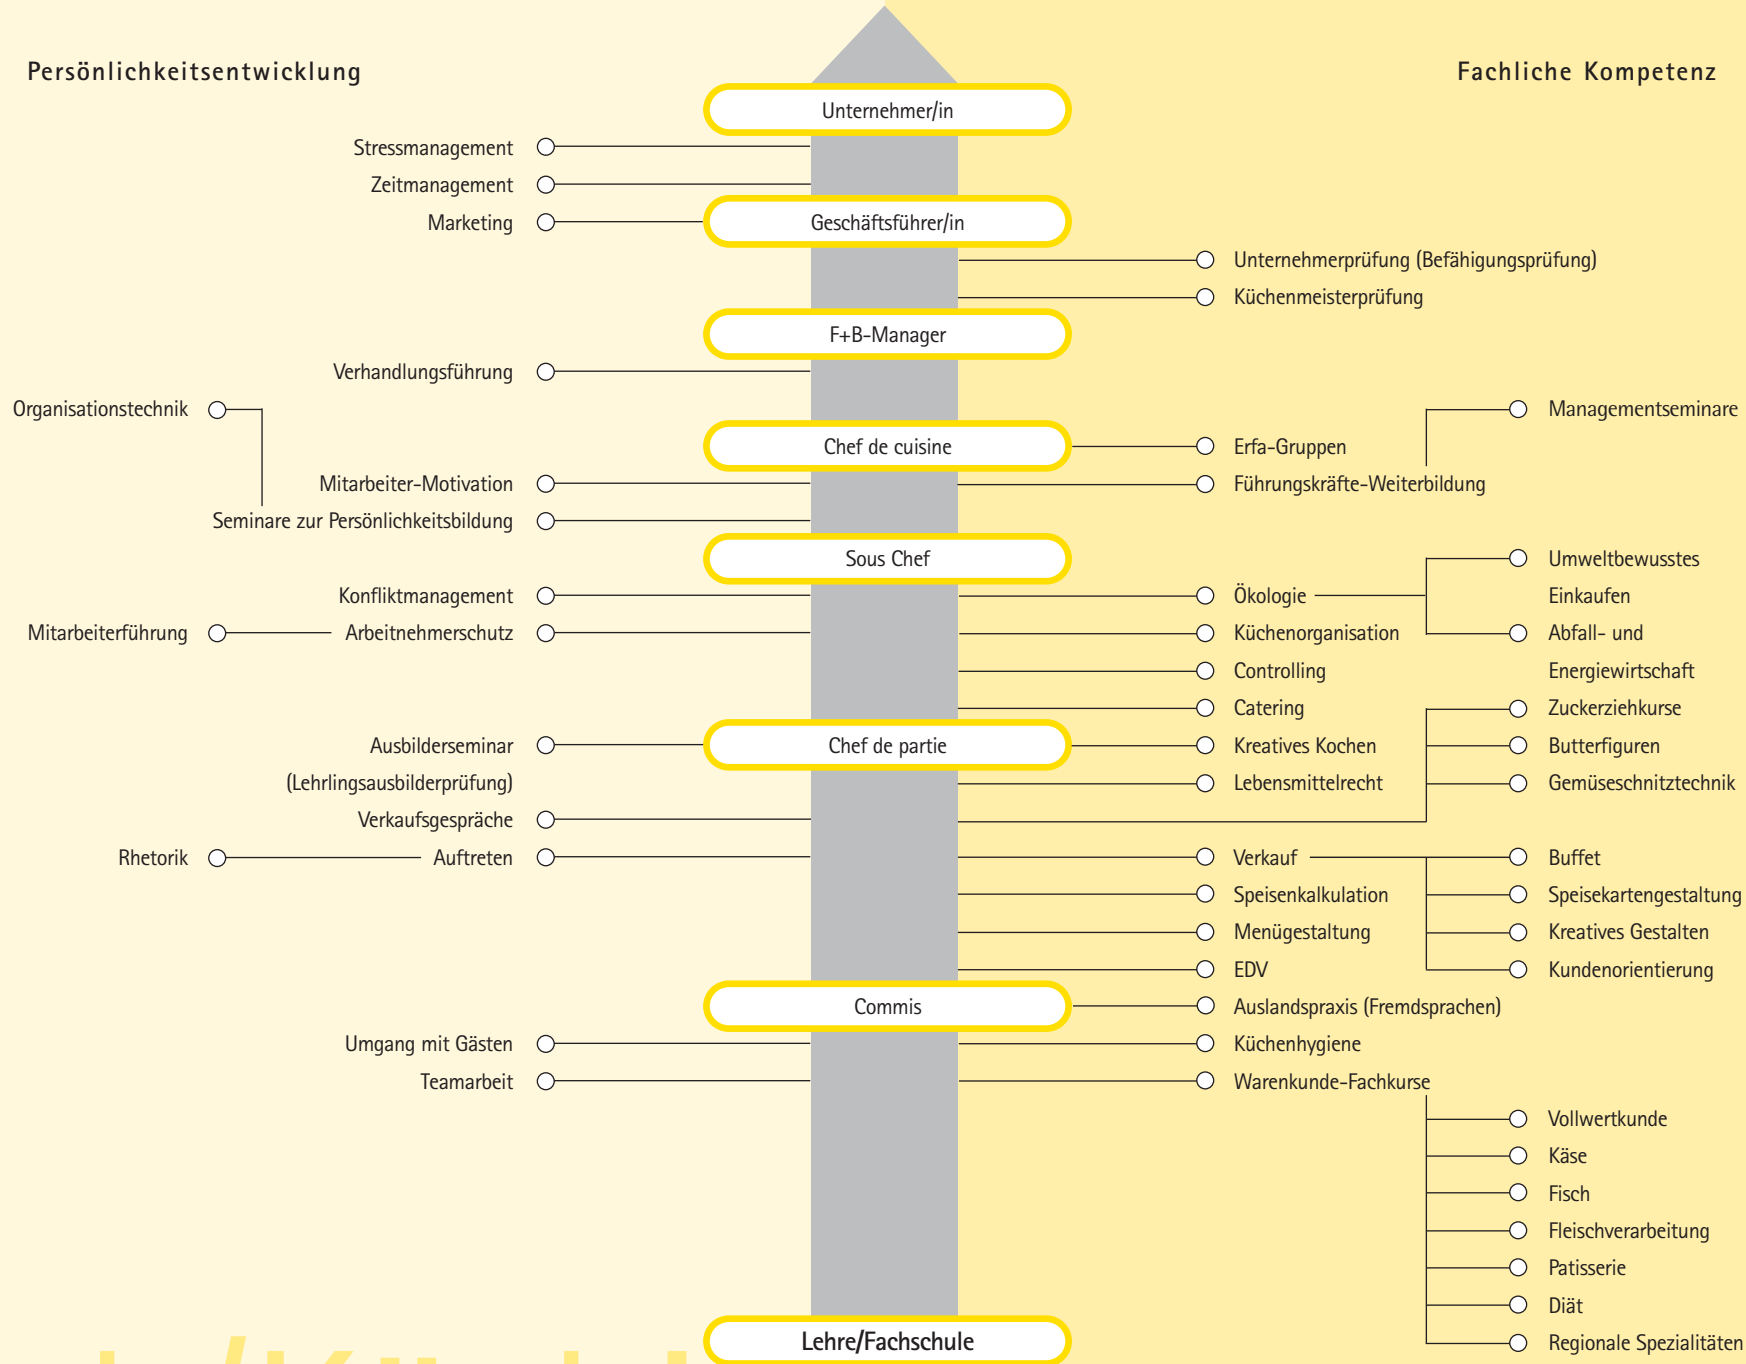 Persönlichkeitsentwicklung
Fachliche Kompetenz
Unternehmer/in
Stressmanagement
Zeitmanagement
Marketing
Geschäftsführer/in
Unternehmerprüfung (Befähigungsprüfung)
Küchenmeisterprüfung
F+B-Manager
Verhandlungsführung
Organisationstechnik
Managementseminare
Chef de cuisine
Erfa-Gruppen
Mitarbeiter-Motivation
Führungskräfte-Weiterbildung
Seminare zur Persönlichkeitsbildung
Sous Chef
Umweltbewusstes
Einkaufen
Konfliktmanagement
Ökologie
Mitarbeiterführung
Arbeitnehmerschutz
Küchenorganisation
Abfall- und
Energiewirtschaft
Controlling
Catering
Zuckerziehkurse
Ausbilderseminar
(Lehrlingsausbilderprüfung)
Chef de partie
Kreatives Kochen
Butterfiguren
Lebensmittelrecht
Gemüseschnitztechnik
Verkaufsgespräche
Rhetorik
Auftreten
Verkauf
Buffet
Speisenkalkulation
Speisekartengestaltung
Menügestaltung
Kreatives Gestalten
EDV
Kundenorientierung
Commis
Auslandspraxis (Fremdsprachen)
Umgang mit Gästen
Küchenhygiene
Teamarbeit
Warenkunde-Fachkurse
Vollwertkunde
Käse
Fisch
Fleischverarbeitung
Patisserie
Diät
Lehre/Fachschule
Regionale Spezialitäten